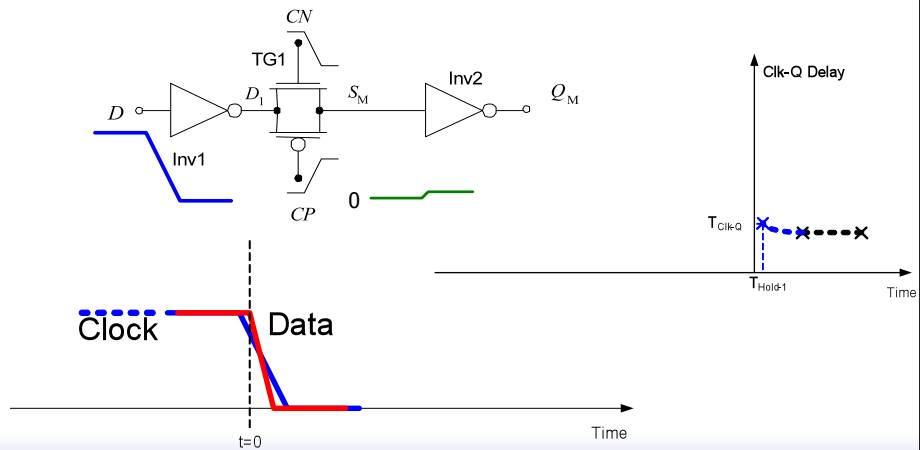 CN
TG1
Clk-Q Delay
Inv2
D
D1
SM
QM
Inv1
TClk-Q
0
CP
THold-1
Time
Clock
Data
Time
t=0